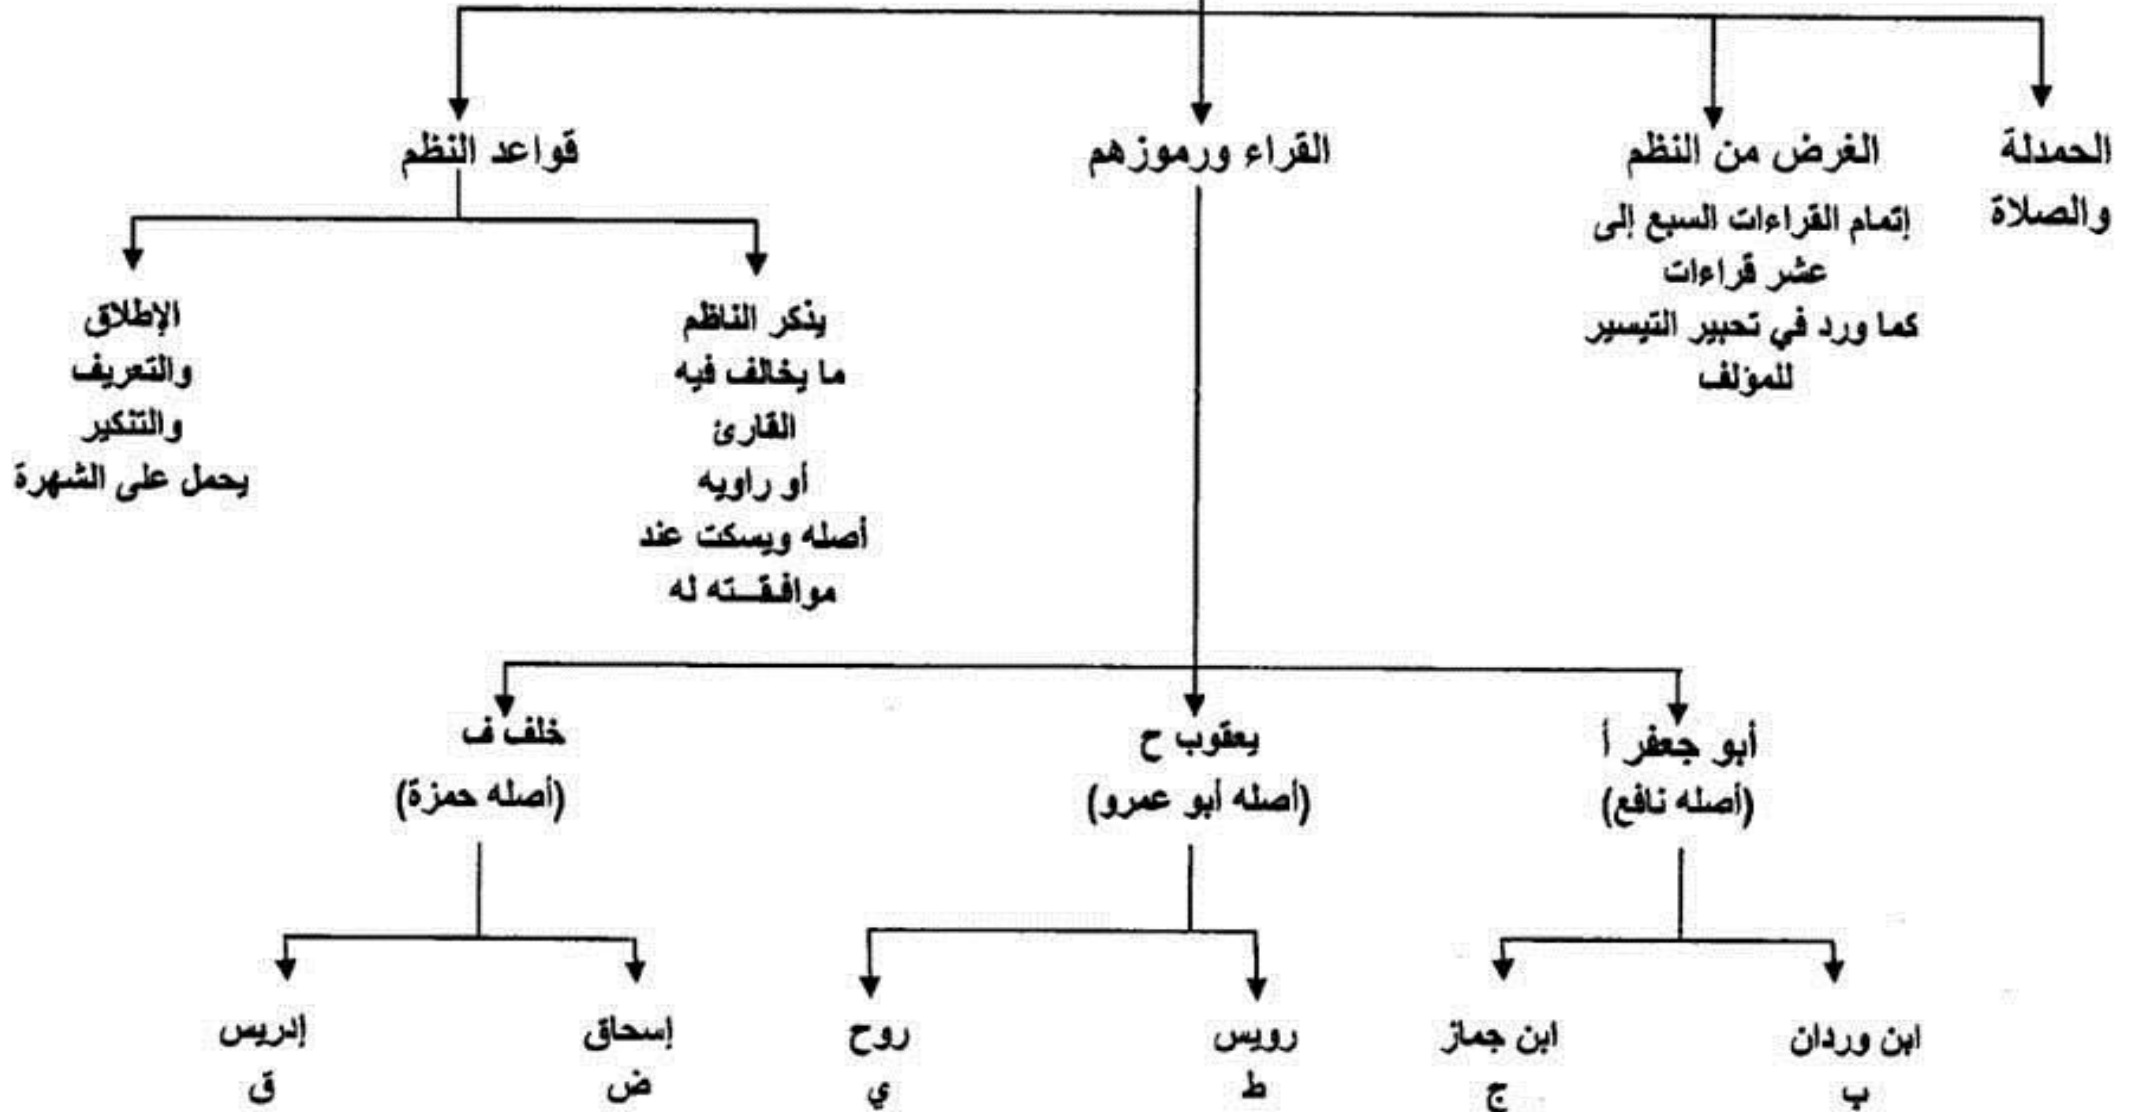 الحمدلة
والصلاة
الغرض من النظم
إتمام القراءات السبع إلى
عشر قراءات
كما ورد في تحبير التيسير
للمؤلف
القراء ورموزهم
قواعد النظم
يذكر الناظم
ما يخالف فيه
القارئ
أو راويه
أصله ويسكت عند
موافقـــته له
الإطلاق
والتعريف
والتنكير
يحمل على الشهرة
أبو جعفر أ
(أصله نافع)
يعقوب ح
(أصله أبو عمرو)
خلف ف
(أصله حمزة)
ابن وردان
ب
ابن جماز
ج
رويس
ط
روح
ي
إسحاق
ض
إدريس
ق